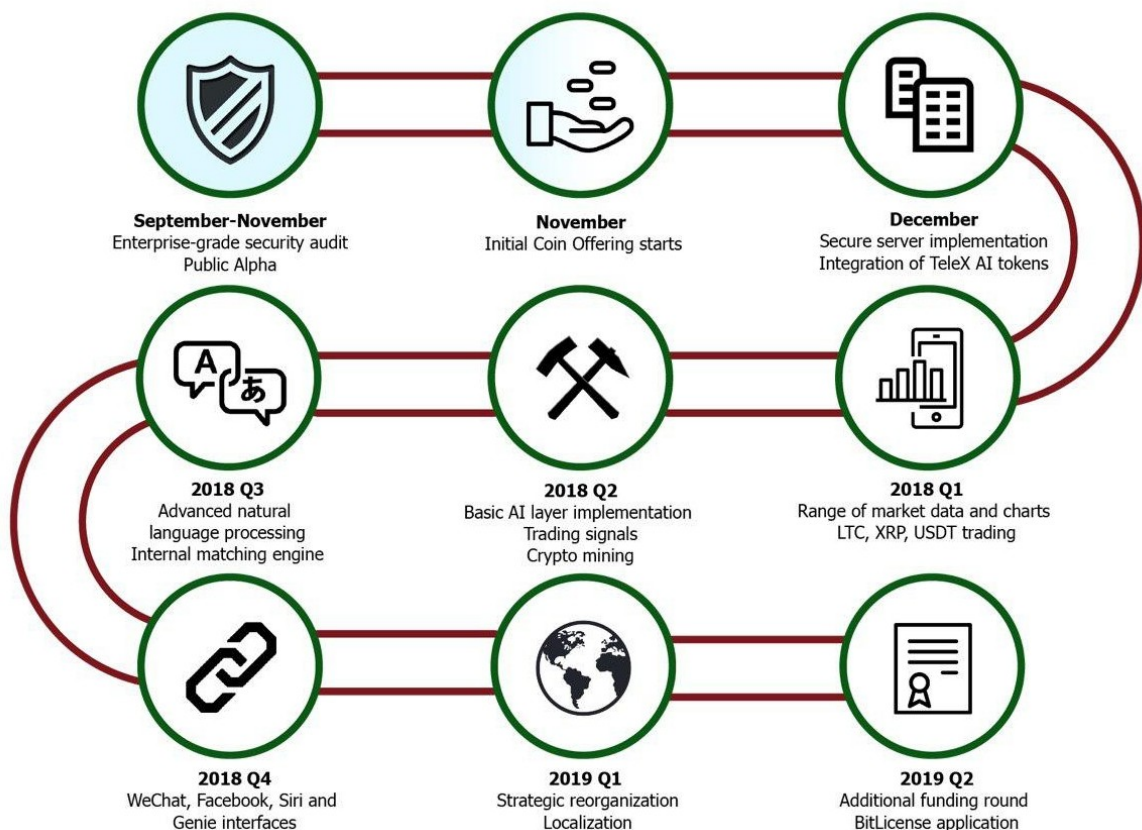 September-November
Enterprise-grade security audit
Public Alpha
November
Initial Coin Offering starts
December
Secure server implementation
Integration of TeleX AI tokens
2018 Q1
Range of market data and charts
LTC, XRP, USDT trading
2018 Q2
Basic AI layer implementation
Trading signals
Crypto mining
A
あ
2018 Q3
Advanced natural
language processing
Internal matching engine
2018 Q4
WeChat, Facebook, Siri and
Genie interfaces
2019 Q1
Strategic reorganization
Localization
2019 Q2
Additional funding round
BitLicense application